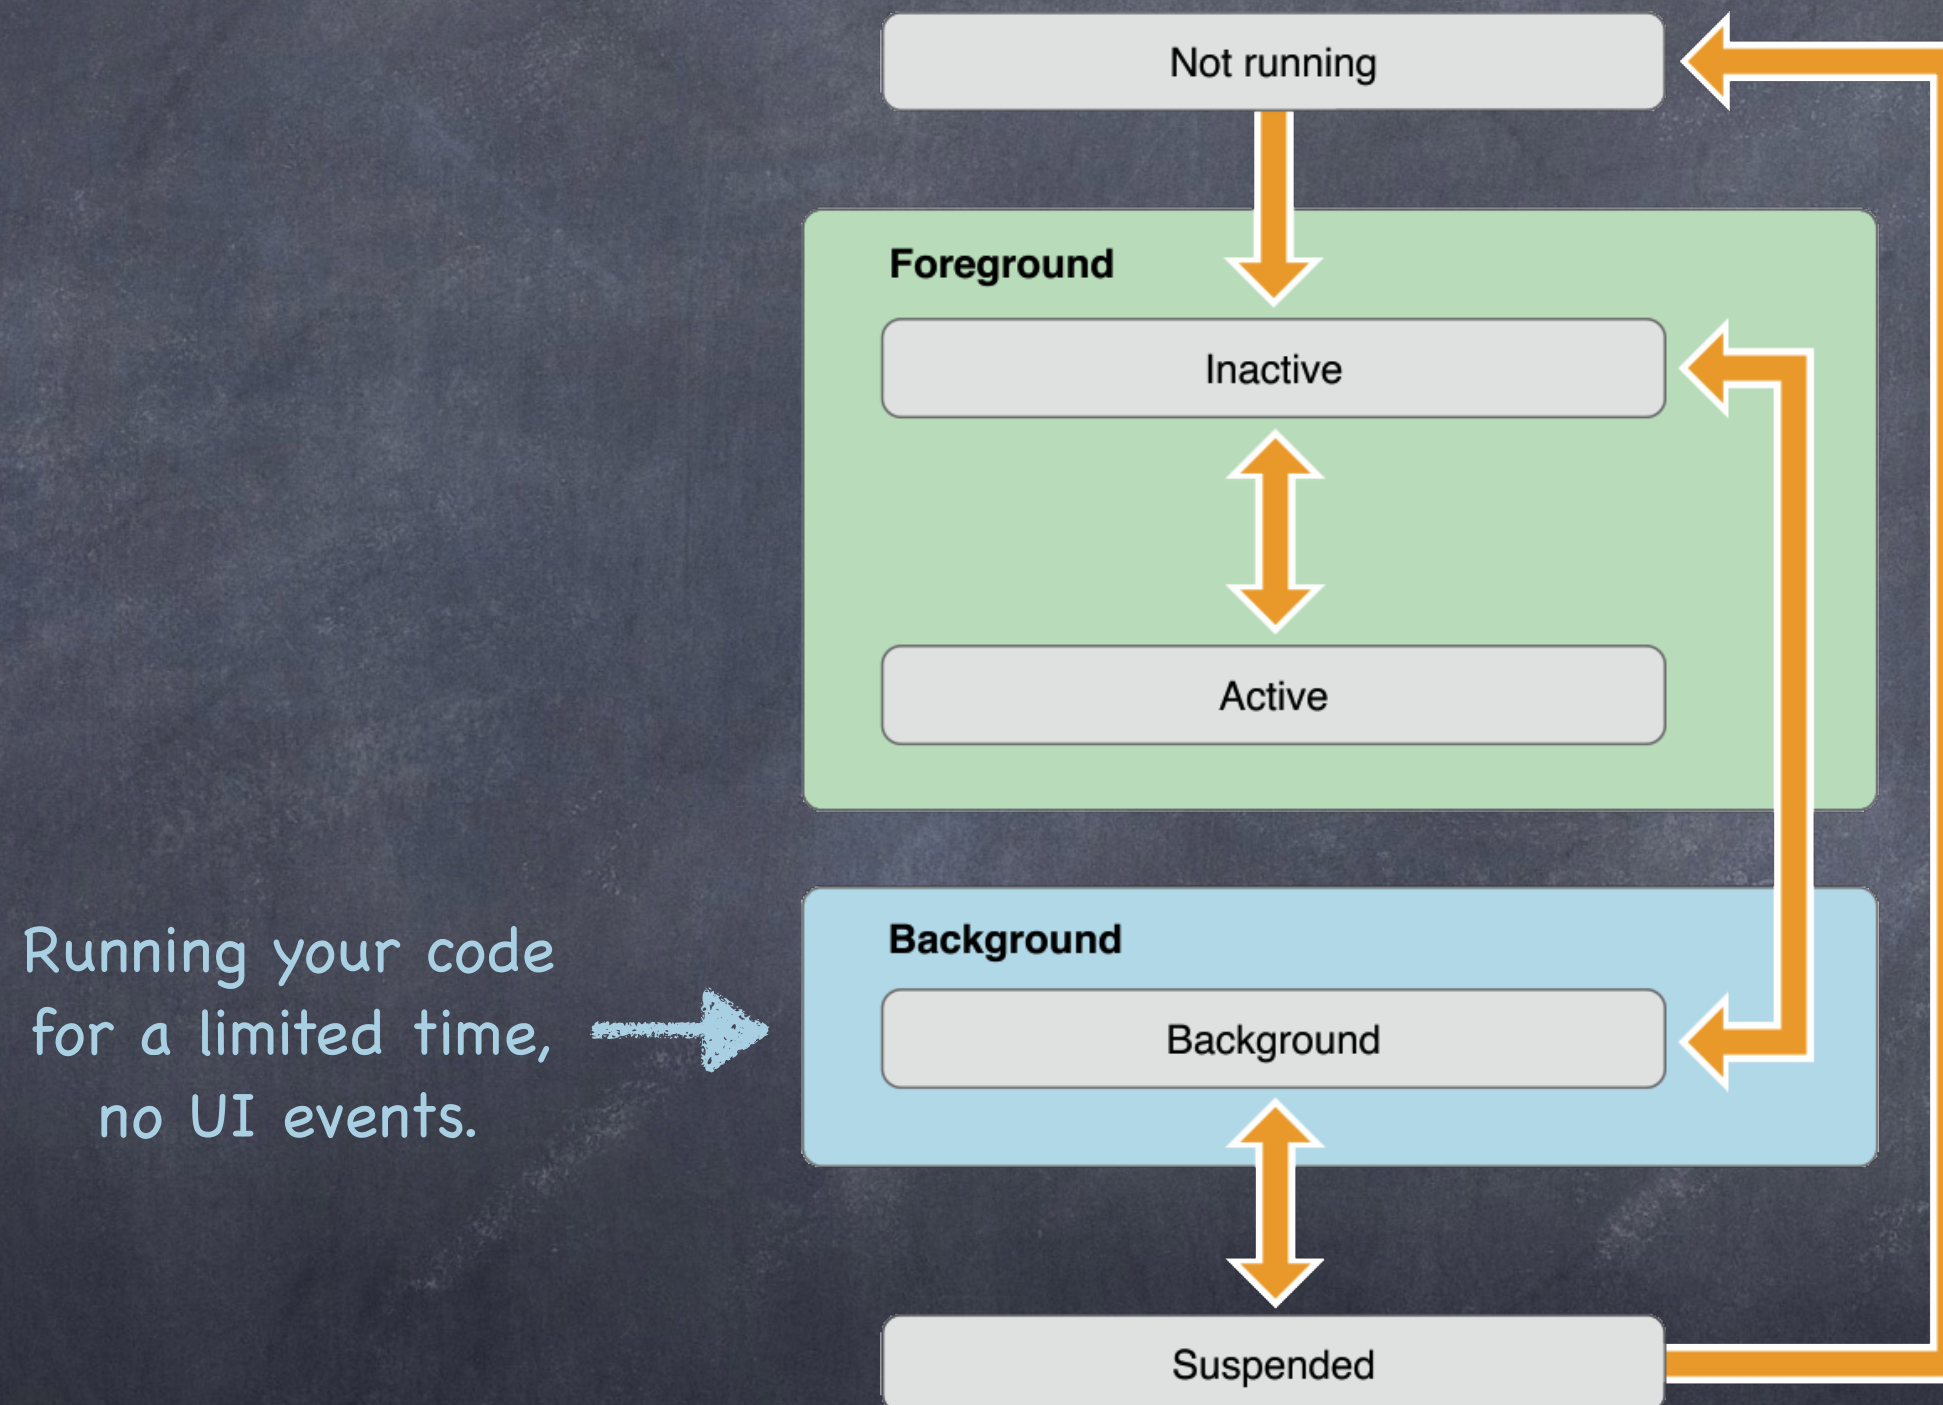 Not running
Foreground
Inactive
Active
Running your code
for a limited time,
no UI events.
Background
Background
Suspended